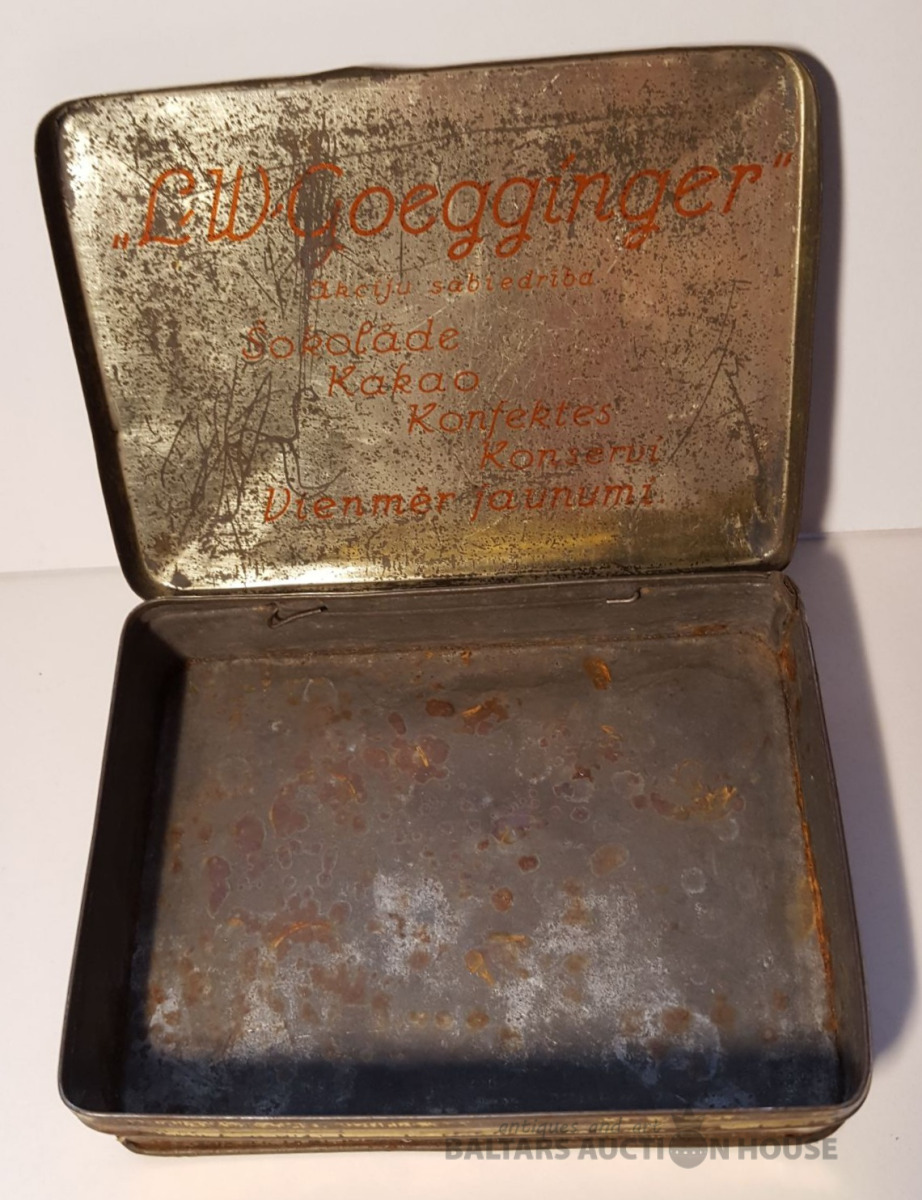 „L·W·Goegginger”
Akciju sabiedrība
Šokolāde
Kakao
Konfektes
Konservi
Vienmēr jaunumi
antiques and art
BALTARS AUCTION HOUSE